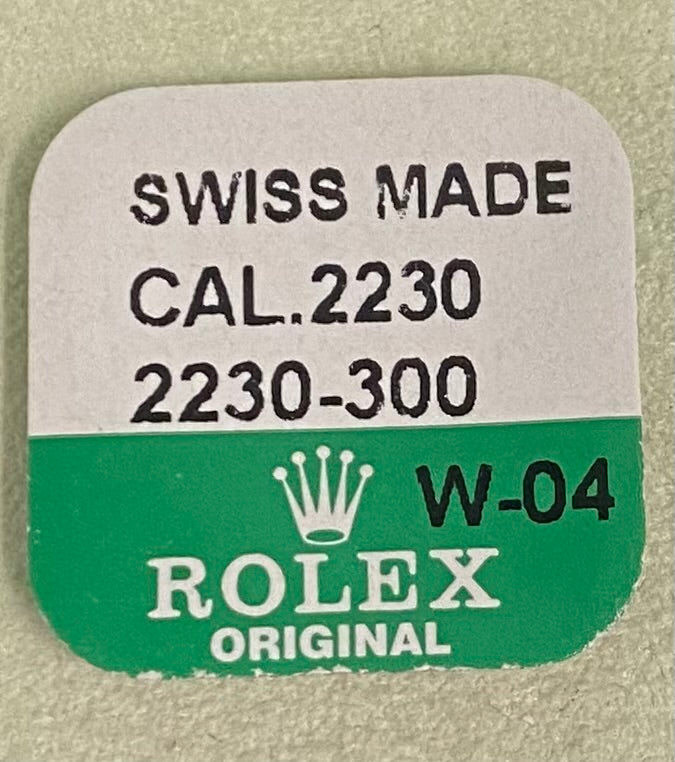 SWISS MADE
CAL.2230
2230-300
W-04
ROLEX
ORIGINAL